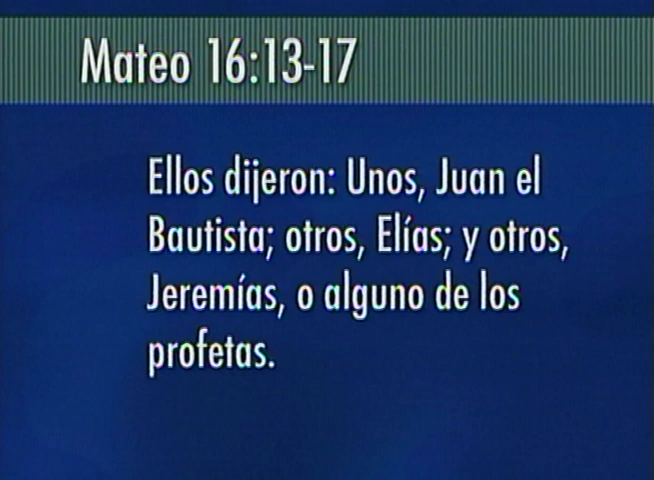 Mateo 16:13-17
Ellos dijeron: Unos, Juan el
Bautista; otros, Elías; y otros,
Jeremías, o alguno de los
profetas.